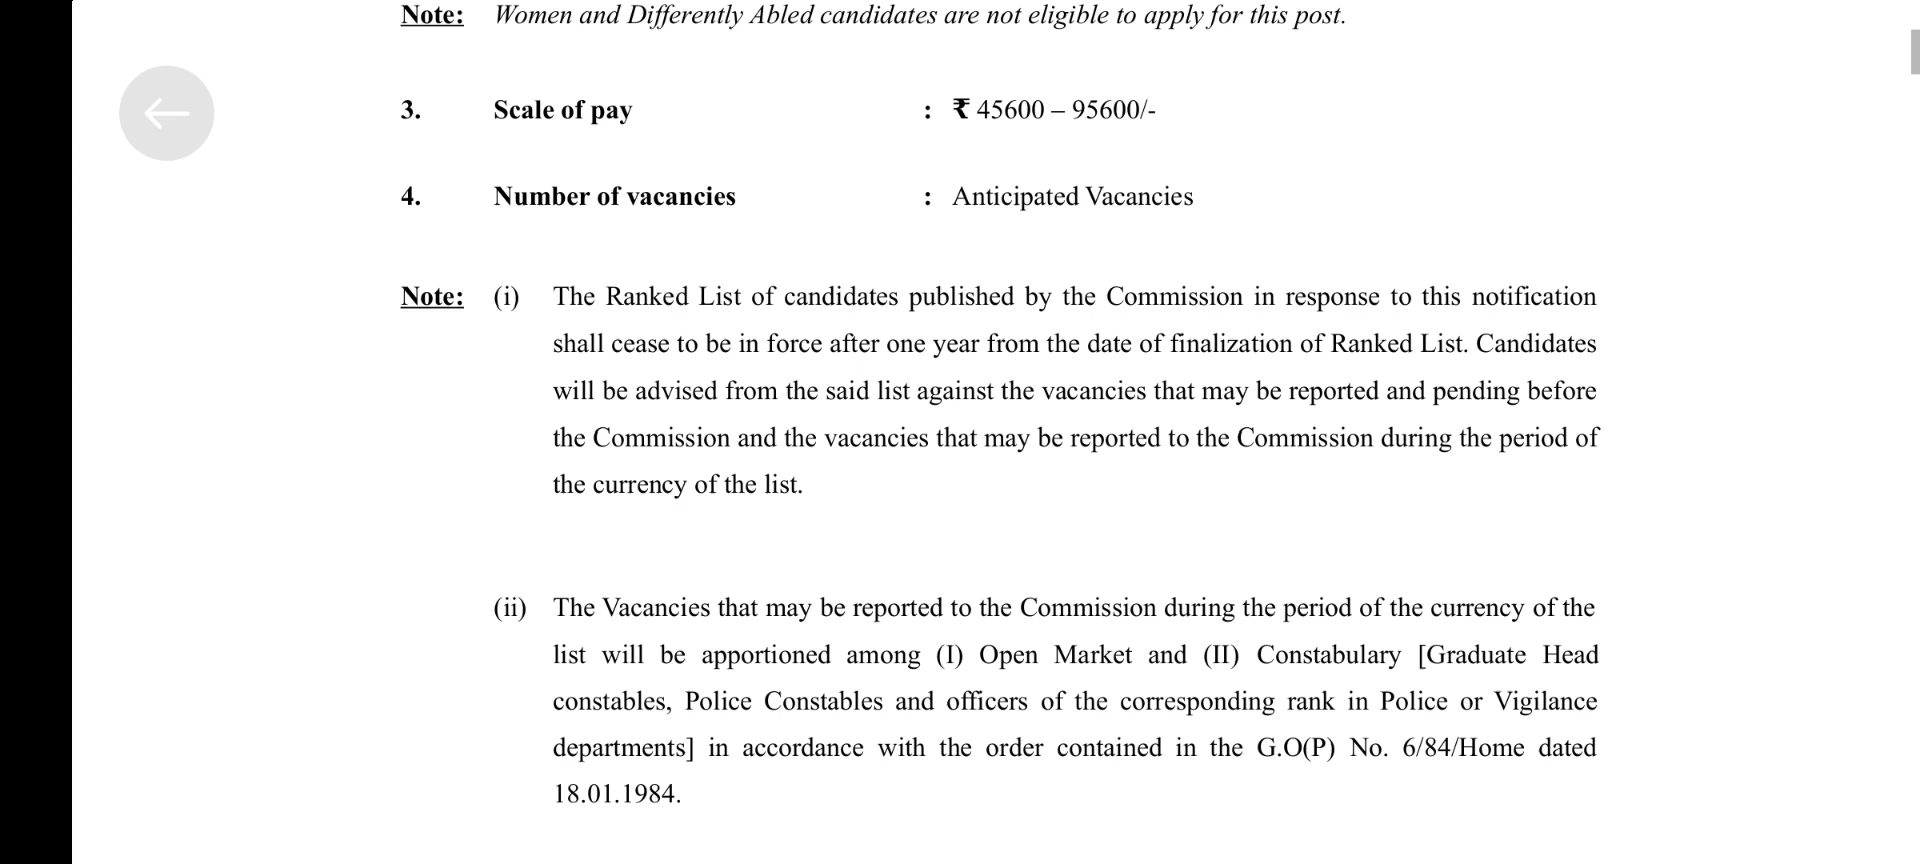 Note: Women and Differently Abled candidates are not eligible to apply for this post.
3. Scale of pay : ₹ 45600 – 95600/-
4. Number of vacancies : Anticipated Vacancies
Note: (i) The Ranked List of candidates published by the Commission in response to this notification
shall cease to be in force after one year from the date of finalization of Ranked List. Candidates
will be advised from the said list against the vacancies that may be reported and pending before
the Commission and the vacancies that may be reported to the Commission during the period of
the currency of the list.
(ii) The Vacancies that may be reported to the Commission during the period of the currency of the
list will be apportioned among (I) Open Market and (II) Constabulary [Graduate Head
constables, Police Constables and officers of the corresponding rank in Police or Vigilance
departments] in accordance with the order contained in the G.O(P) No. 6/84/Home dated
18.01.1984.